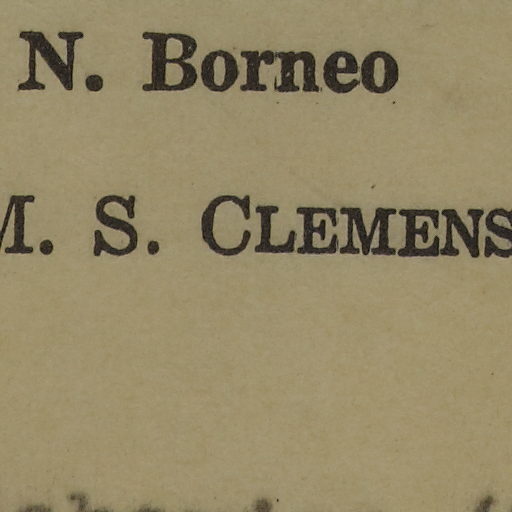 N. Borneo
M. S. CLEMENS